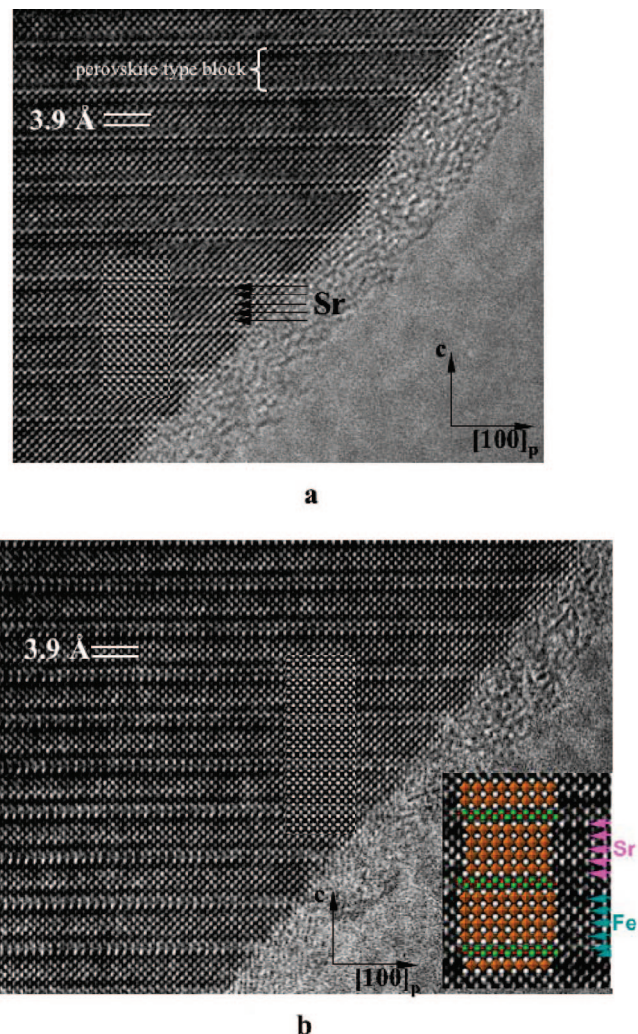 perovskite type block
3.9 Å
Sr
c
[100]p
a
3.9 Å
Sr
Fe
c
[100]p
b